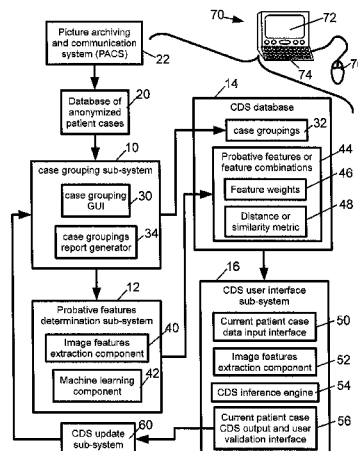 Picture archiving
and communication
system (PACS)
22
70
72
74
20
Database of
anonymized
patient cases
10
case grouping sub-system
30
case grouping
GUI
34
case groupings
report generator
12
Probative features
determination sub-system
40
Image features
extraction component
42
Machine learning
component
60
CDS update
sub-system
14
CDS database
32
case groupings
44
Probative features or
feature combinations
46
Feature weights
48
Distance or
similarity metric
16
CDS user interface
sub-system
50
Current patient case
data input interface
52
Image features
extraction component
54
CDS inference engine
56
Current patient case
CDS output and user
validation interface